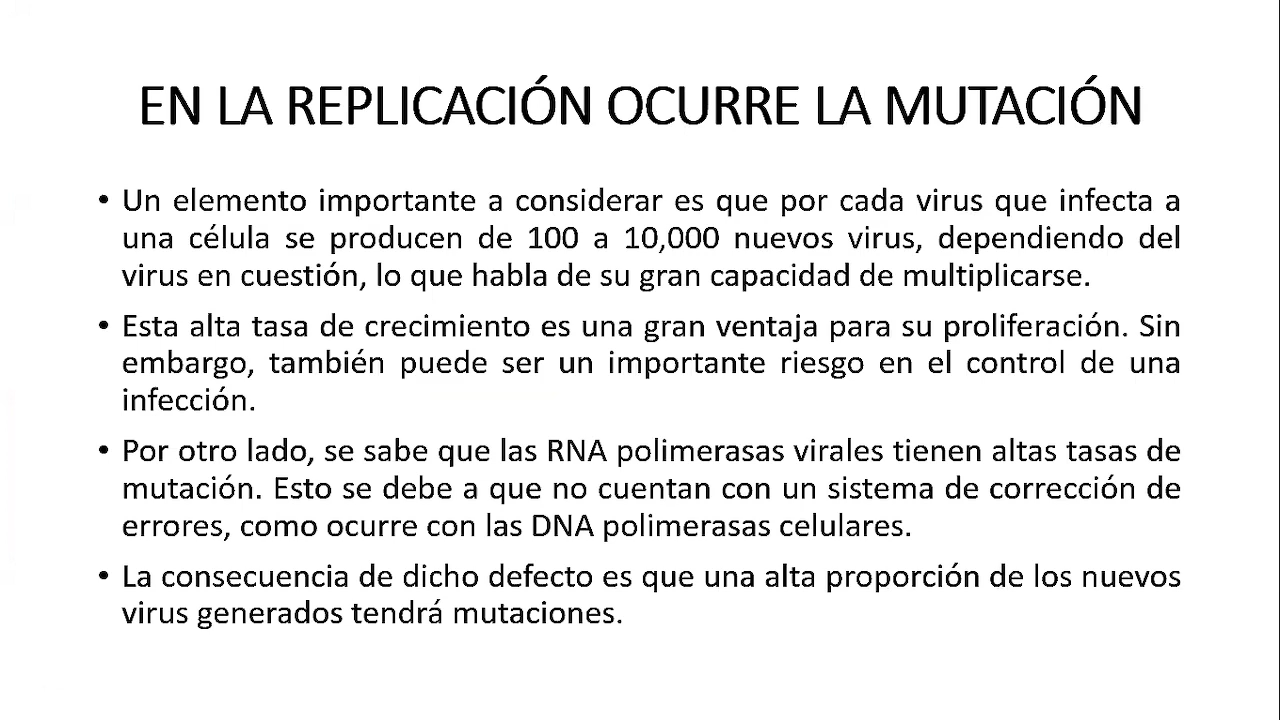 EN LA REPLICACIÓN OCURRE LA MUTACIÓN
• Un elemento importante a considerar es que por cada virus que infecta a
una célula se producen de 100 a 10,000 nuevos virus, dependiendo del
virus en cuestión, lo que habla de su gran capacidad de multiplicarse.
• Esta alta tasa de crecimiento es una gran ventaja para su proliferación. Sin
embargo, también puede ser un importante riesgo en el control de una
infección.
• Por otro lado, se sabe que las RNA polimerasas virales tienen altas tasas de
mutación. Esto se debe a que no cuentan con un sistema de corrección de
errores, como ocurre con las DNA polimerasas celulares.
• La consecuencia de dicho defecto es que una alta proporción de los nuevos
virus generados tendrá mutaciones.